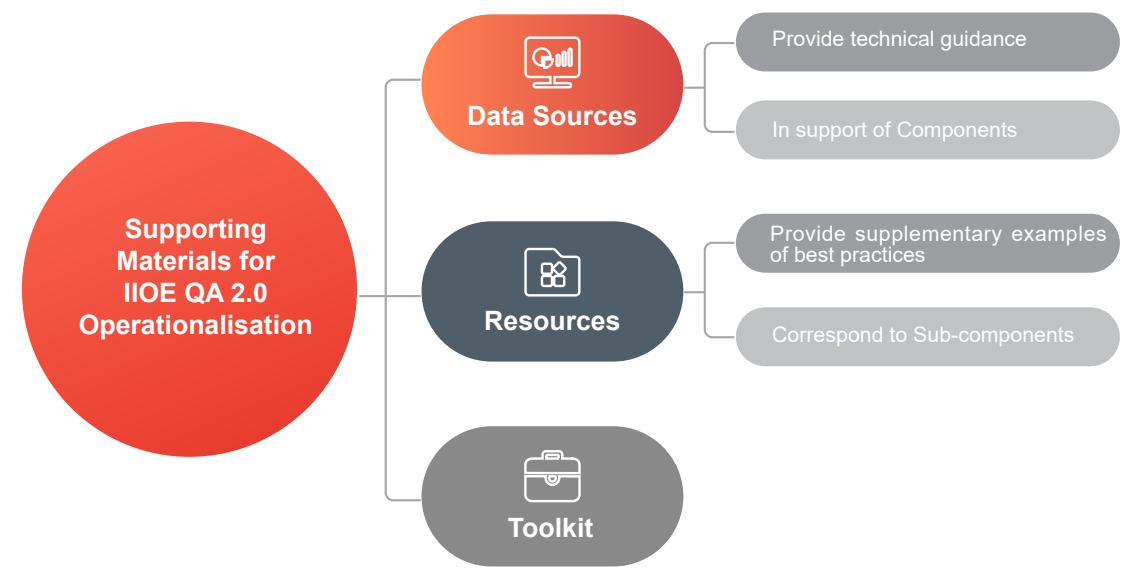 Supporting
Materials for
IIOE QA 2.0
Operationalisation
Data Sources
Provide technical guidance
In support of Components
Resources
Provide supplementary examples
of best practices
Correspond to Sub-components
Toolkit